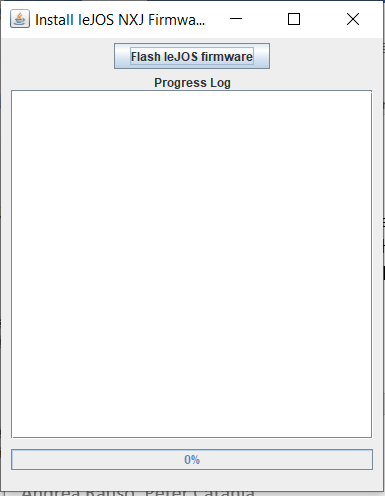 Install leJOS NXJ Firmwa...
Flash leJOS firmware
Progress Log
0%